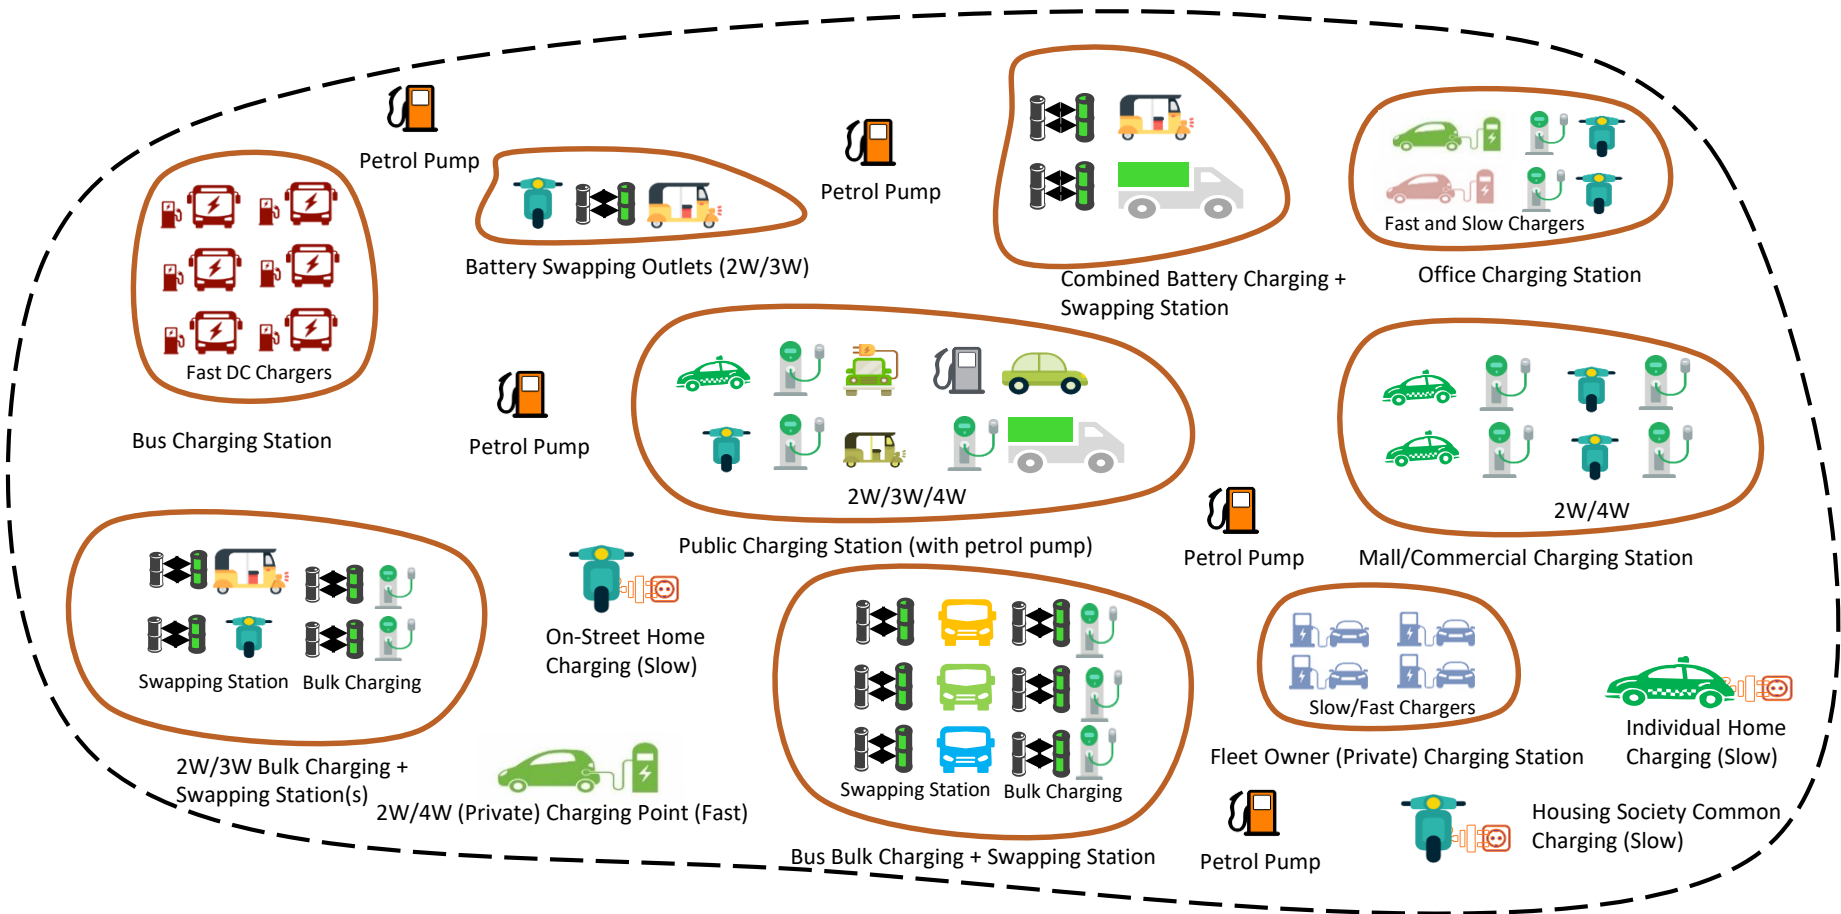 Petrol Pump
Petrol Pump
Fast and Slow Chargers
Battery Swapping Outlets (2W/3W)
Combined Battery Charging +
Swapping Station
Office Charging Station
Fast DC Chargers
Bus Charging Station
Petrol Pump
2W/3W/4W
Public Charging Station (with petrol pump)
2W/4W
Mall/Commercial Charging Station
Petrol Pump
Swapping Station
Bulk Charging
2W/3W Bulk Charging +
Swapping Station(s)
On-Street Home
Charging (Slow)
2W/4W (Private) Charging Point (Fast)
Swapping Station
Bulk Charging
Bus Bulk Charging + Swapping Station
Slow/Fast Chargers
Fleet Owner (Private) Charging Station
Individual Home
Charging (Slow)
Petrol Pump
Housing Society Common
Charging (Slow)